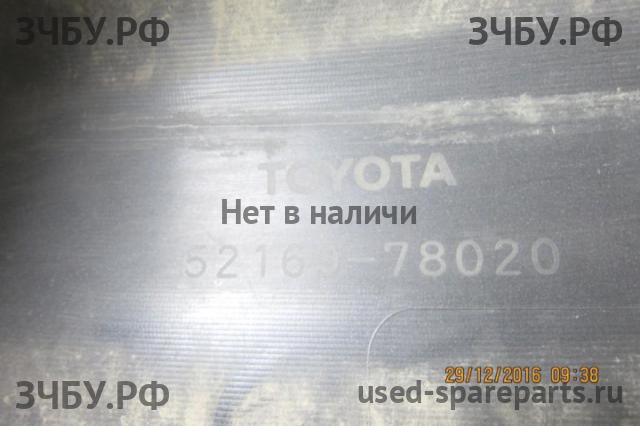 ЗЧБУ.РФ ЗЧБУ.РФ
TOYOTA
Нет в наличи
52169-78020
29/12/2016 09:38
ЗЧБУ.РФ used-spareparts.ru